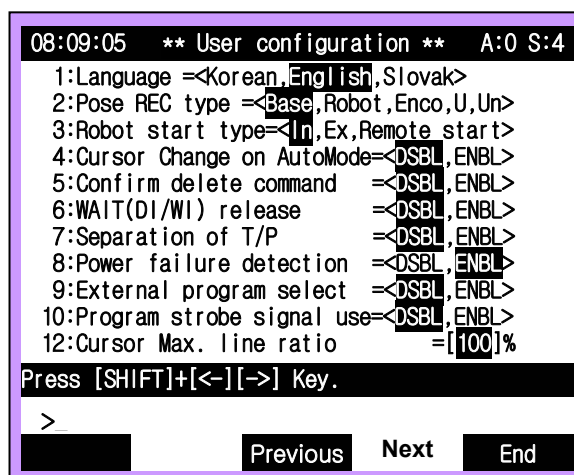 08:09:05 ** User configuration ** A:0 S:4
1:Language =<Korean,English,Slovak>
2:Pose REC type =<Base,Robot,Enco,U,Un>
3:Robot start type=<In,Ex,Remote start>
4:Cursor Change on AutoMode=<DSBL,ENBL>
5:Confirm delete command =<DSBL,ENBL>
6:WAIT(DI/WI) release =<DSBL,ENBL>
7:Separation of T/P =<DSBL,ENBL>
8:Power failure detection =<DSBL,ENBL>
9:External program select =<DSBL,ENBL>
10:Program strobe signal use=<DSBL,ENBL>
12:Cursor Max. line ratio =[100]%
Press [SHIFT]+[<-][->] Key.
>_
Previous Next End